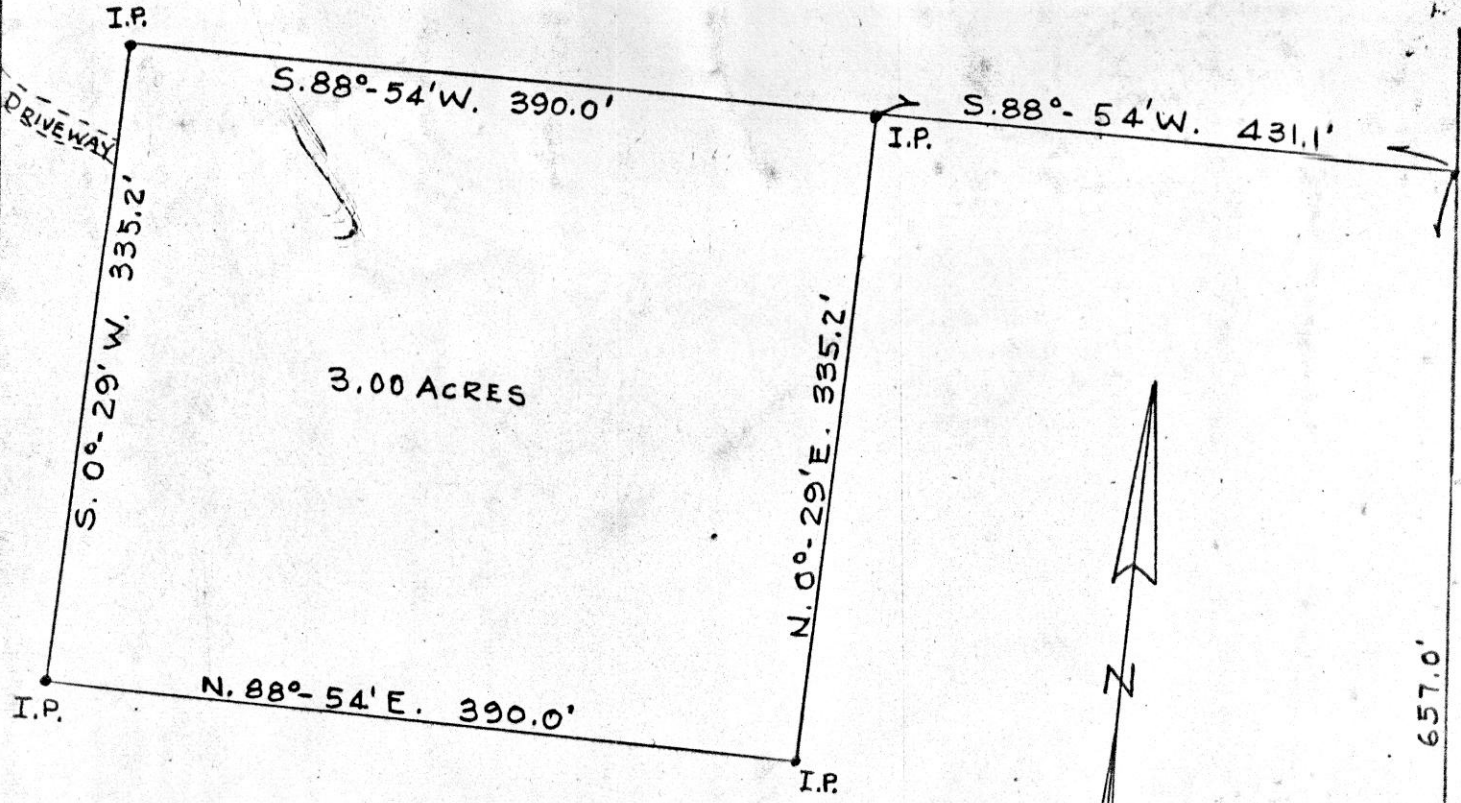 I.P.
S.88°-54'W. 390.0'
I.P.
S.88°-54'W. 431.1'
DRIVEWAY
S. 0°-29' W. 335.2'
3.00 ACRES
N. 0°-29' E. 335.2'
N
657.0'
I.P.
N. 88°-54' E. 390.0'
I.P.